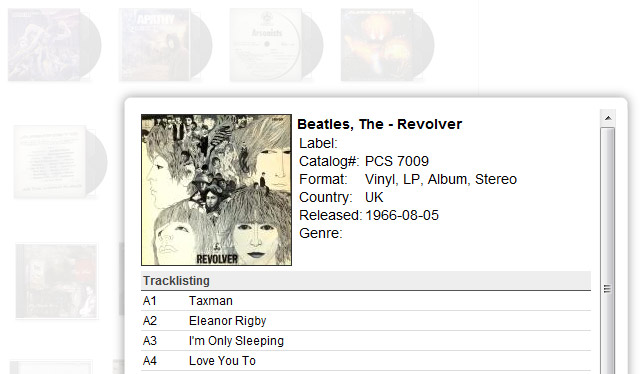 Beatles, The - Revolver
Label:
Catalog#: PCS 7009
Format: Vinyl, LP, Album, Stereo
Country: UK
Released: 1966-08-05
Genre:
REVOLVER
Tracklisting
A1 Taxman
A2 Eleanor Rigby
A3 I'm Only Sleeping
A4 Love You To